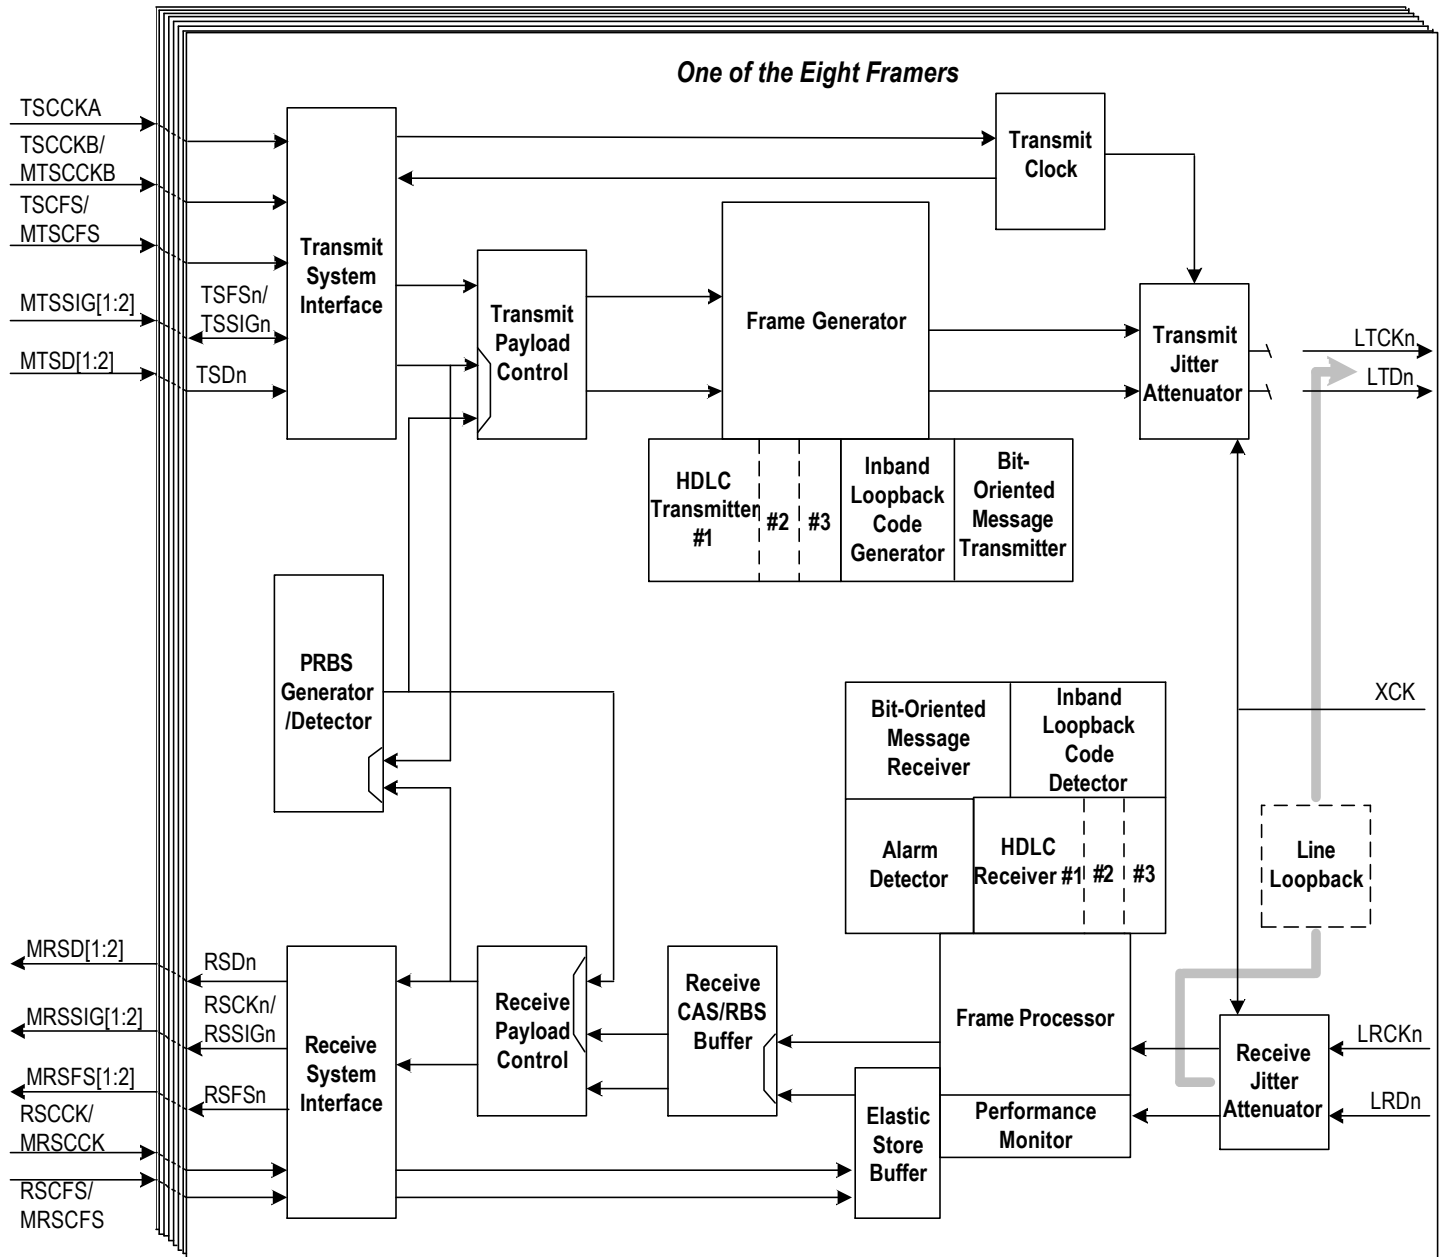 One of the Eight Framers
TSCCKA
TSCCKB/
MTSCCKB
TSCFS/
MTSCFS
MTSSIG[1:2]
TSFSn/
TSSIGn
MTSD[1:2]
TSDn
Transmit
System
Interface
Transmit
Payload
Control
Frame Generator
Transmit
Clock
Transmit
Jitter
Attenuator
LTCKn
LTDn
HDLC
Transmitter
#1
#2
#3
Inband
Loopback
Code
Generator
Bit-
Oriented
Message
Transmitter
PRBS
Generator
/Detector
XCK
Bit-Oriented
Message
Receiver
Inband
Loopback
Code
Detector
Alarm
Detector
HDLC
Receiver #1
#2
#3
Line
Loopback
MRSD[1:2]
RSDn
RSCKn/
RSSIGn
MRSSIG[1:2]
MRSFS[1:2]
RSFSn
RSCCK/
MRSCCK
RSCFS/
MRSCFS
Receive
System
Interface
Receive
Payload
Control
Receive
CAS/RBS
Buffer
Elastic
Store
Buffer
Frame Processor
Performance
Monitor
Receive
Jitter
Attenuator
LRCKn
LRDn